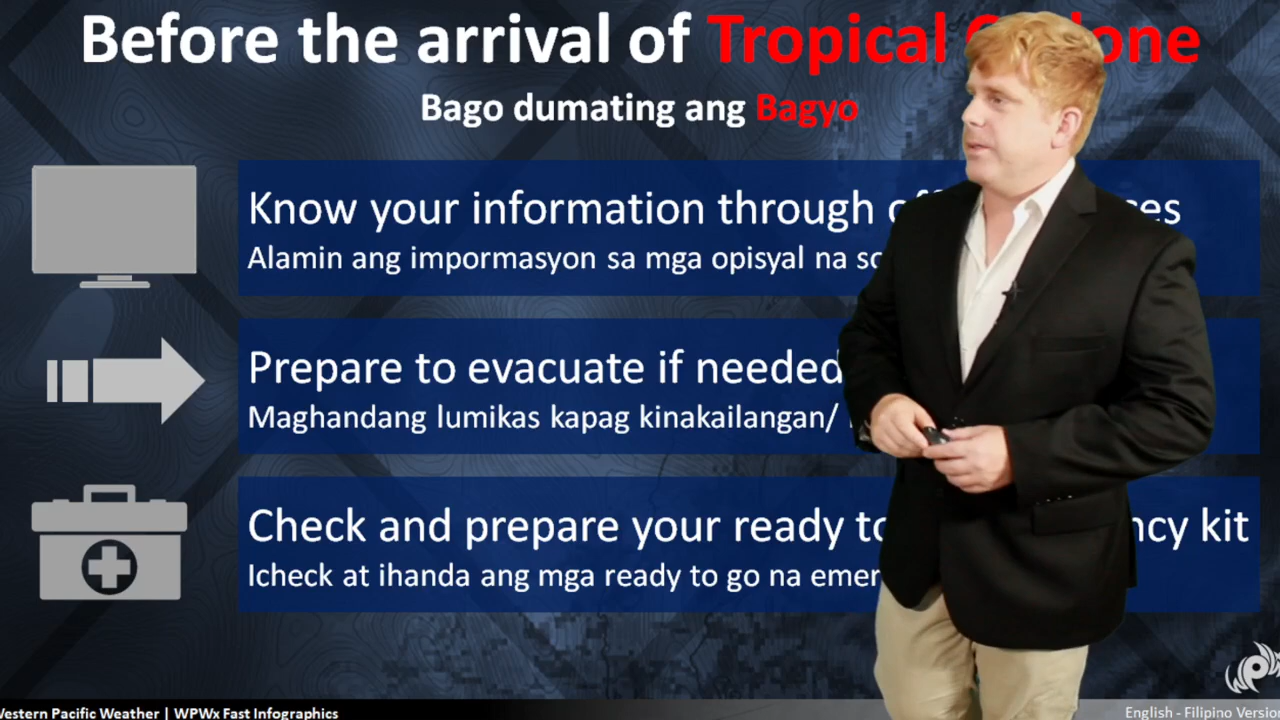 Before the arrival of Tropical
Bago dumating ang Bagyo
Know your information through
Alamin ang impormasyon sa mga opisyal na
Prepare to evacuate if needed
Maghandang lumikas kapag kinakailangan/
Check and prepare your ready to kit
Icheck at ihanda ang mga ready to go na
Western Pacific Weather | WPWx Fast Infographics
English - Filipino Version